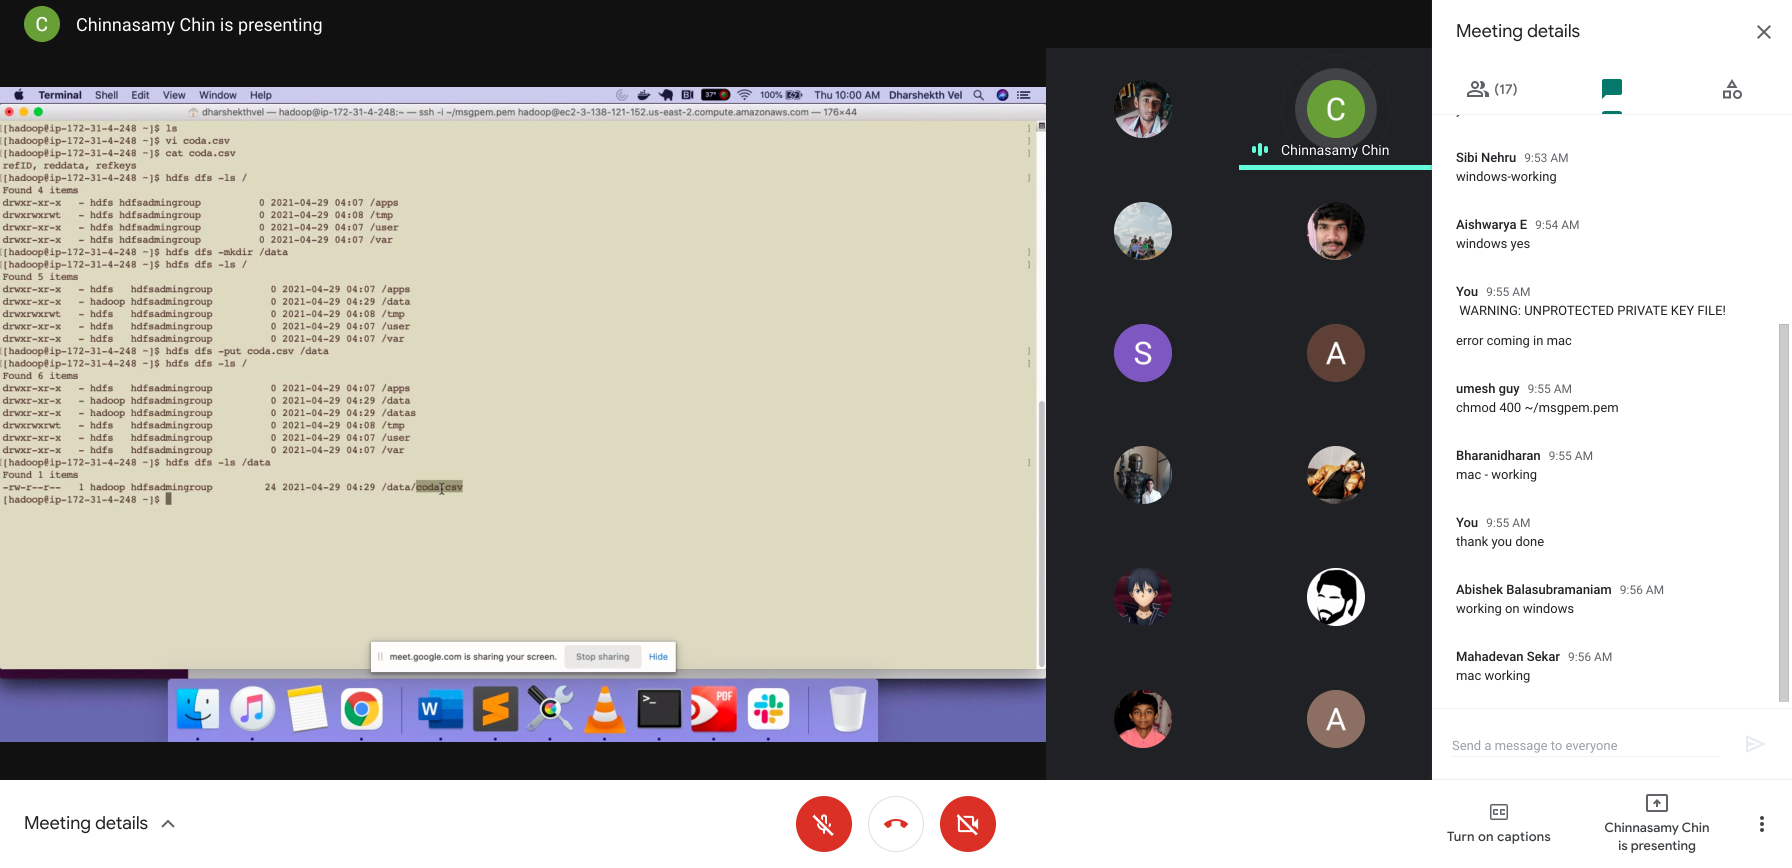 C
Chinnasamy Chin is presenting
Terminal Shell Edit View Window Help
37° 100% Thu 10:00 AM Dharshekth Vel
dharshekthvel — hadoop@ip-172-31-4-248:~ — ssh -i ~/msgpem.pem hadoop@ec2-3-138-121-152.us-east-2.compute.amazonaws.com — 176×44
[[hadoop@ip-172-31-4-248 ~]$ ls ]
[[hadoop@ip-172-31-4-248 ~]$ vi coda.csv ]
[[hadoop@ip-172-31-4-248 ~]$ cat coda.csv ]
refID, reddata, refkeys
[[hadoop@ip-172-31-4-248 ~]$ hdfs dfs -ls / ]
Found 4 items
drwxr-xr-x - hdfs hdfsadmingroup 0 2021-04-29 04:07 /apps
drwxrwxrwt - hdfs hdfsadmingroup 0 2021-04-29 04:08 /tmp
drwxr-xr-x - hdfs hdfsadmingroup 0 2021-04-29 04:07 /user
drwxr-xr-x - hdfs hdfsadmingroup 0 2021-04-29 04:07 /var
[[hadoop@ip-172-31-4-248 ~]$ hdfs dfs -mkdir /data ]
[[hadoop@ip-172-31-4-248 ~]$ hdfs dfs -ls / ]
Found 5 items
drwxr-xr-x - hdfs hdfsadmingroup 0 2021-04-29 04:07 /apps
drwxr-xr-x - hadoop hdfsadmingroup 0 2021-04-29 04:29 /data
drwxrwxrwt - hdfs hdfsadmingroup 0 2021-04-29 04:08 /tmp
drwxr-xr-x - hdfs hdfsadmingroup 0 2021-04-29 04:07 /user
drwxr-xr-x - hdfs hdfsadmingroup 0 2021-04-29 04:07 /var
[[hadoop@ip-172-31-4-248 ~]$ hdfs dfs -put coda.csv /data ]
[[hadoop@ip-172-31-4-248 ~]$ hdfs dfs -ls / ]
Found 6 items
drwxr-xr-x - hdfs hdfsadmingroup 0 2021-04-29 04:07 /apps
drwxr-xr-x - hadoop hdfsadmingroup 0 2021-04-29 04:29 /data
drwxr-xr-x - hadoop hdfsadmingroup 0 2021-04-29 04:29 /datas
drwxrwxrwt - hdfs hdfsadmingroup 0 2021-04-29 04:08 /tmp
drwxr-xr-x - hdfs hdfsadmingroup 0 2021-04-29 04:07 /user
drwxr-xr-x - hdfs hdfsadmingroup 0 2021-04-29 04:07 /var
[[hadoop@ip-172-31-4-248 ~]$ hdfs dfs -ls /data ]
Found 1 items
-rw-r--r-- 1 hadoop hdfsadmingroup 24 2021-04-29 04:29 /data/coda.csv
[hadoop@ip-172-31-4-248 ~]$
meet.google.com is sharing your screen. Stop sharing Hide
W
S
>_
PDF
C
Chinnasamy Chin
S
A
A
Meeting details
(17)
Sibi Nehru 9:53 AM
windows-working
Aishwarya E 9:54 AM
windows yes
You 9:55 AM
WARNING: UNPROTECTED PRIVATE KEY FILE!
error coming in mac
umesh guy 9:55 AM
chmod 400 ~/msgpem.pem
Bharanidharan 9:55 AM
mac - working
You 9:55 AM
thank you done
Abishek Balasubramaniam 9:56 AM
working on windows
Mahadevan Sekar 9:56 AM
mac working
Send a message to everyone
Meeting details
CC
Turn on captions
Chinnasamy Chin
is presenting